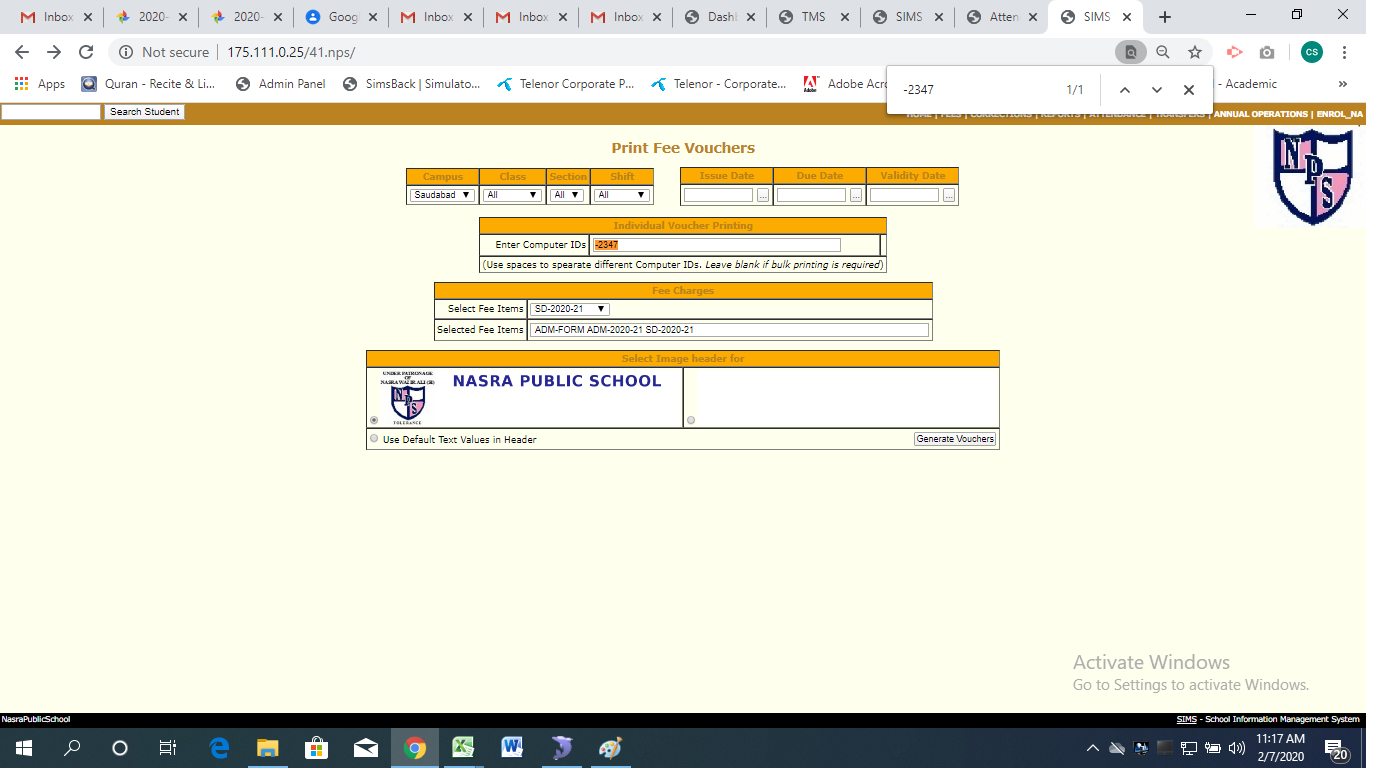 Inbox
2020-
2020-
Goog
Inbox
Inbox
Inbox
Dash
TMS
SIMS
Atten
SIMS
Not secure | 175.111.0.25/41.nps/
CS
Apps
Quran - Recite & Li...
Admin Panel
SimsBack | Simulato...
Telenor Corporate P...
Telenor - Corporate...
Adobe Acr
- Academic
»
-2347 1/1
Search Student
HOME | FEES | CORRECTIONS | REPORTS | ATTENDANCE | TRANSFERS | ANNUAL OPERATIONS | ENROL_NA
Print Fee Vouchers
NPS
Campus Class Section Shift
Saudabad All All All
Issue Date Due Date Validity Date
... ... ...
Individual Voucher Printing
Enter Computer IDs -2347
(Use spaces to spearate different Computer IDs. Leave blank if bulk printing is required)
Fee Charges
Select Fee Items SD-2020-21
Selected Fee Items ADM-FORM ADM-2020-21 SD-2020-21
Select Image header for
UNDER PATRONAGE
OF
NASRA WAZIR ALI (R)
NPS
TOLERANCE
NASRA PUBLIC SCHOOL
Use Default Text Values in Header
Generate Vouchers
Activate Windows
Go to Settings to activate Windows.
NasraPublicSchool
SIMS - School Information Management System
11:17 AM
2/7/2020
20